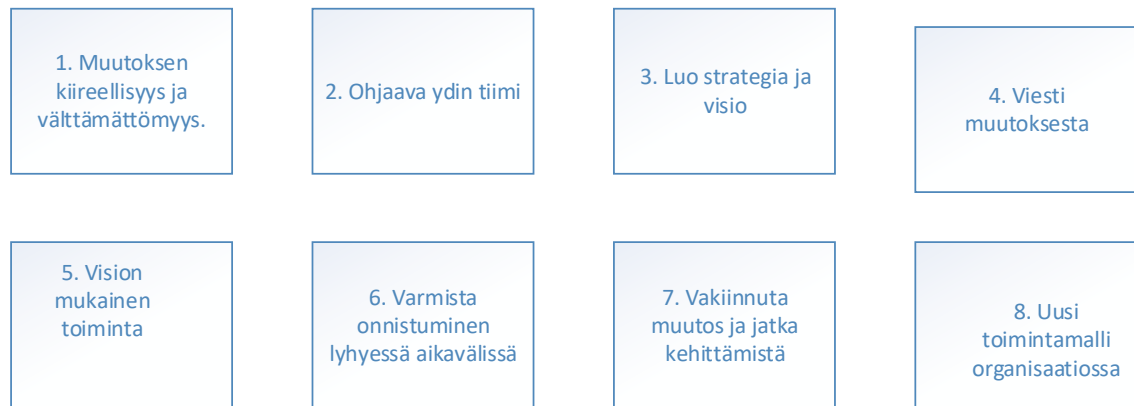 1. Muutoksen
kiireellisyys ja
välttämättömyys.
2. Ohjaava ydin tiimi
3. Luo strategia ja
visio
4. Viesti
muutoksesta
5. Vision
mukainen
toiminta
6. Varmista
onnistuminen
lyhyessä aikavälissä
7. Vakiinnuta
muutos ja jatka
kehittämistä
8. Uusi
toimintamalli
organisaatiossa